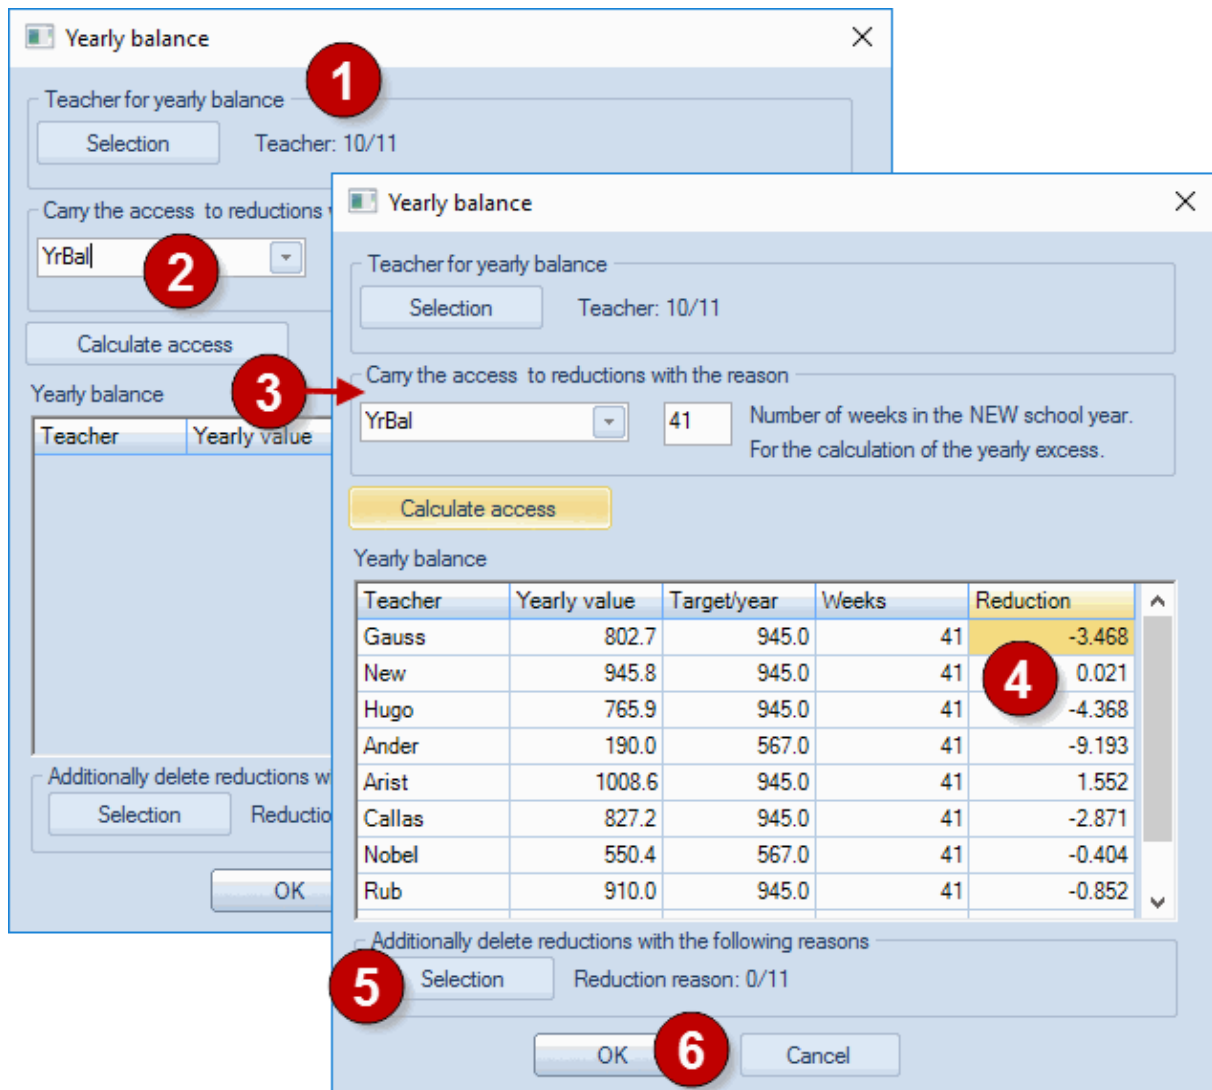 Yearly balance
1
Teacher for yearly balance
Selection Teacher: 10/11
Carry the access to reductions
YrBal
2
Calculate access
3
Yearly balance
Teacher Yearly value
Additionally delete reductions w
Selection Reductio
OK
Yearly balance
Teacher for yearly balance
Selection Teacher: 10/11
Carry the access to reductions with the reason
YrBal 41 Number of weeks in the NEW school year.
For the calculation of the yearly excess.
Calculate access
Yearly balance
Teacher Yearly value Target/year Weeks Reduction
Gauss 802.7 945.0 41 -3.468
New 945.8 945.0 41 0.021
4
Hugo 765.9 945.0 41 -4.368
Ander 190.0 567.0 41 -9.193
Arist 1008.6 945.0 41 1.552
Callas 827.2 945.0 41 -2.871
Nobel 550.4 567.0 41 -0.404
Rub 910.0 945.0 41 -0.852
Additionally delete reductions with the following reasons
5
Selection Reduction reason: 0/11
OK 6 Cancel